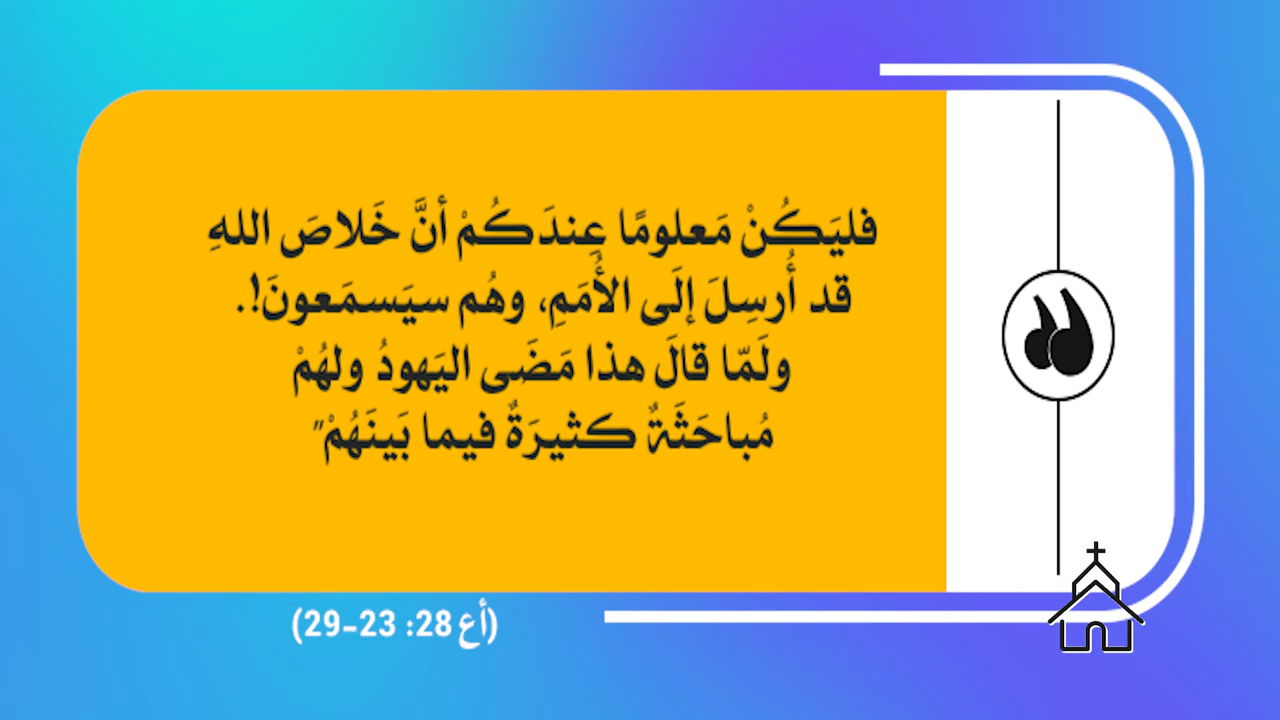 فليَكُنْ مَعلومًا عِندَكُمْ أنَّ خَلاصَ اللهِ
قد أُرسِلَ إلَى الأُمَمِ، وهُم سيَسمَعونَ!.
ولَمّا قالَ هذا مَضَى اليَهودُ ولهُمْ
مُباحَثَةٌ كثيرَةٌ فيما بَينَهُمْ"
(أع 28: 23-29)